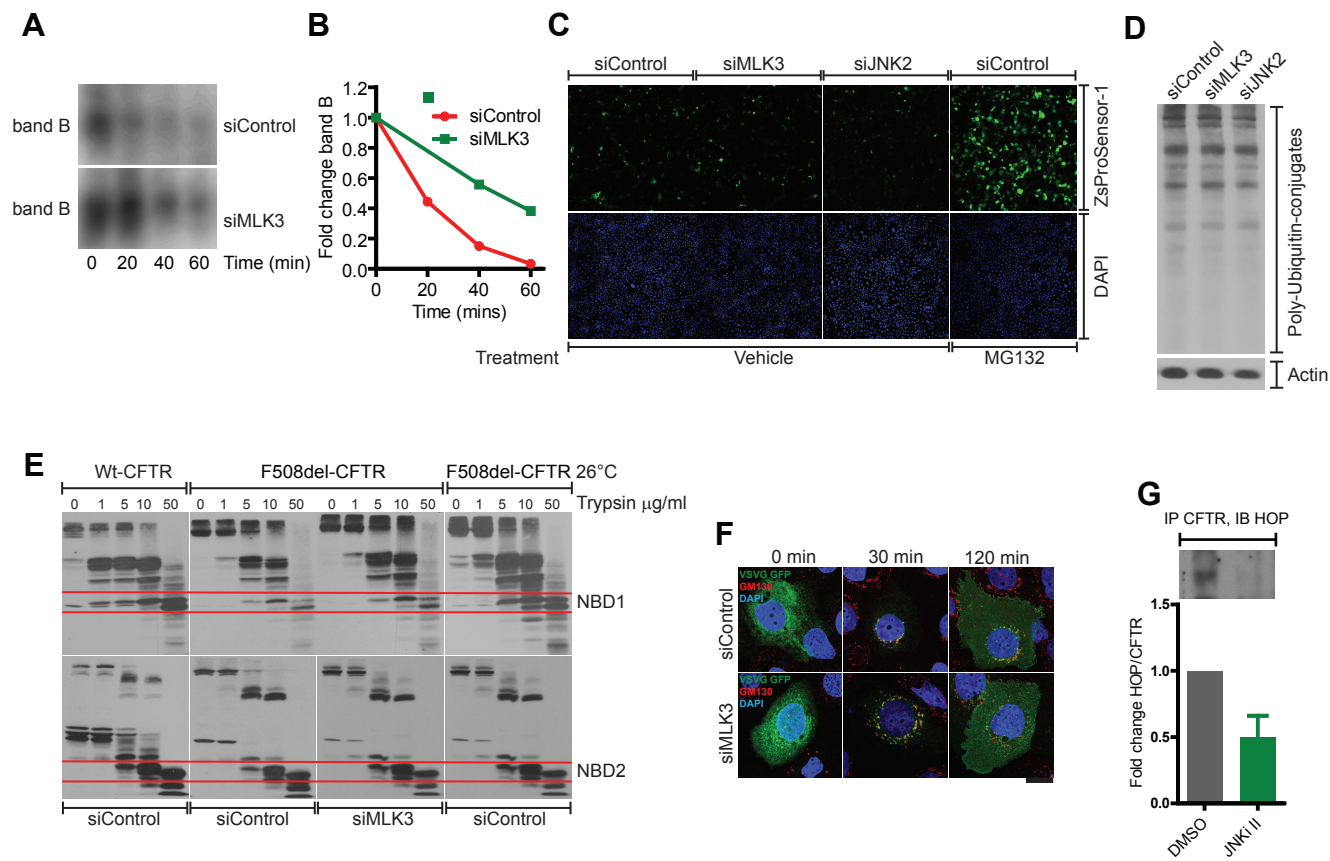 A
band B
siControl
band B
siMLK3
0 20 40 60 Time (min)
B
Fold change band B
1.2
1.0
0.8
0.6
0.4
0.2
0.0
siControl
siMLK3
0 20 40 60
Time (mins)
C
siControl siMLK3 siJNK2 siControl
ZsProSensor-1
DAPI
Treatment Vehicle MG132
D
siControl
siMLK3
siJNK2
Poly-Ubiquitin-conjugates
Actin
E
Wt-CFTR F508del-CFTR F508del-CFTR 26°C
0 1 5 10 50 0 1 5 10 50 0 1 5 10 50 0 1 5 10 50 Trypsin µg/ml
NBD1
NBD2
siControl siControl siMLK3 siControl
F
0 min 30 min 120 min
siControl
VSVG GFP
GM130
DAPI
siMLK3
VSVG GFP
GM130
DAPI
G
IP CFTR, IB HOP
Fold change HOP/CFTR
1.5
1.0
0.5
0.0
DMSO
JNKi II